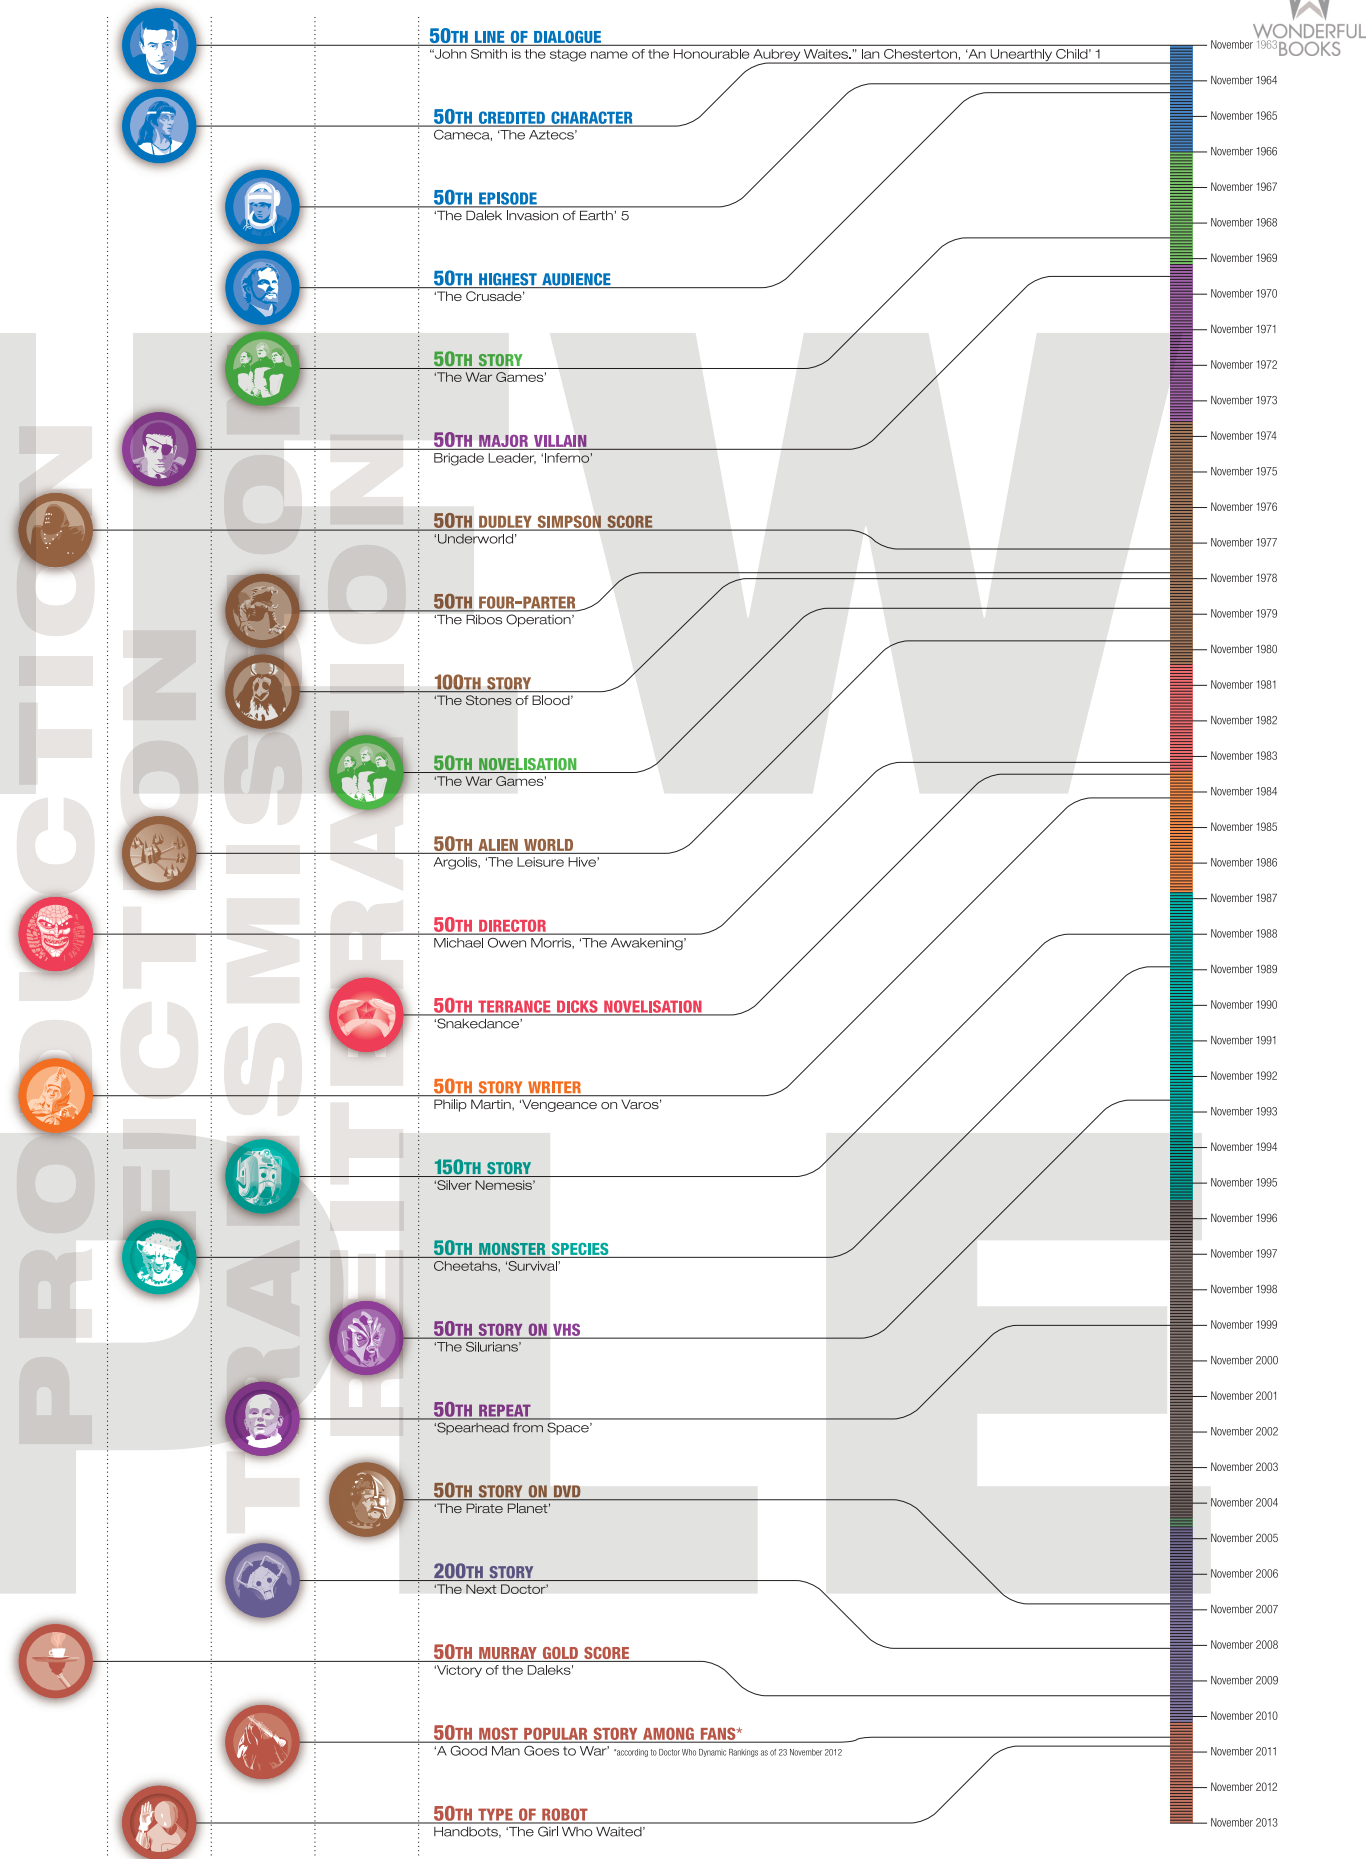 WONDERFUL
BOOKS
50TH LINE OF DIALOGUE
“John Smith is the stage name of the Honourable Aubrey Waites.” Ian Chesterton, ‘An Unearthly Child’ 1
50TH CREDITED CHARACTER
Cameca, ‘The Aztecs’
50TH EPISODE
‘The Dalek Invasion of Earth’ 5
50TH HIGHEST AUDIENCE
‘The Crusade’
50TH STORY
‘The War Games’
50TH MAJOR VILLAIN
Brigade Leader, ‘Inferno’
50TH DUDLEY SIMPSON SCORE
‘Underworld’
50TH FOUR-PARTER
‘The Ribos Operation’
100TH STORY
‘The Stones of Blood’
50TH NOVELISATION
‘The War Games’
50TH ALIEN WORLD
Argolis, ‘The Leisure Hive’
50TH DIRECTOR
Michael Owen Morris, ‘The Awakening’
50TH TERRANCE DICKS NOVELISATION
‘Snakedance’
50TH STORY WRITER
Philip Martin, ‘Vengeance on Varos’
150TH STORY
‘Silver Nemesis’
50TH MONSTER SPECIES
Cheetahs, ‘Survival’
50TH STORY ON VHS
‘The Silurians’
50TH REPEAT
‘Spearhead from Space’
50TH STORY ON DVD
‘The Pirate Planet’
200TH STORY
‘The Next Doctor’
50TH MURRAY GOLD SCORE
‘Victory of the Daleks’
50TH MOST POPULAR STORY AMONG FANS*
‘A Good Man Goes to War’ *according to Doctor Who Dynamic Rankings as of 23 November 2012
50TH TYPE OF ROBOT
Handbots, ‘The Girl Who Waited’
PRODUCTION
FICTION
TRANSMISSION
REITERATION
November 1963
November 1964
November 1965
November 1966
November 1967
November 1968
November 1969
November 1970
November 1971
November 1972
November 1973
November 1974
November 1975
November 1976
November 1977
November 1978
November 1979
November 1980
November 1981
November 1982
November 1983
November 1984
November 1985
November 1986
November 1987
November 1988
November 1989
November 1990
November 1991
November 1992
November 1993
November 1994
November 1995
November 1996
November 1997
November 1998
November 1999
November 2000
November 2001
November 2002
November 2003
November 2004
November 2005
November 2006
November 2007
November 2008
November 2009
November 2010
November 2011
November 2012
November 2013